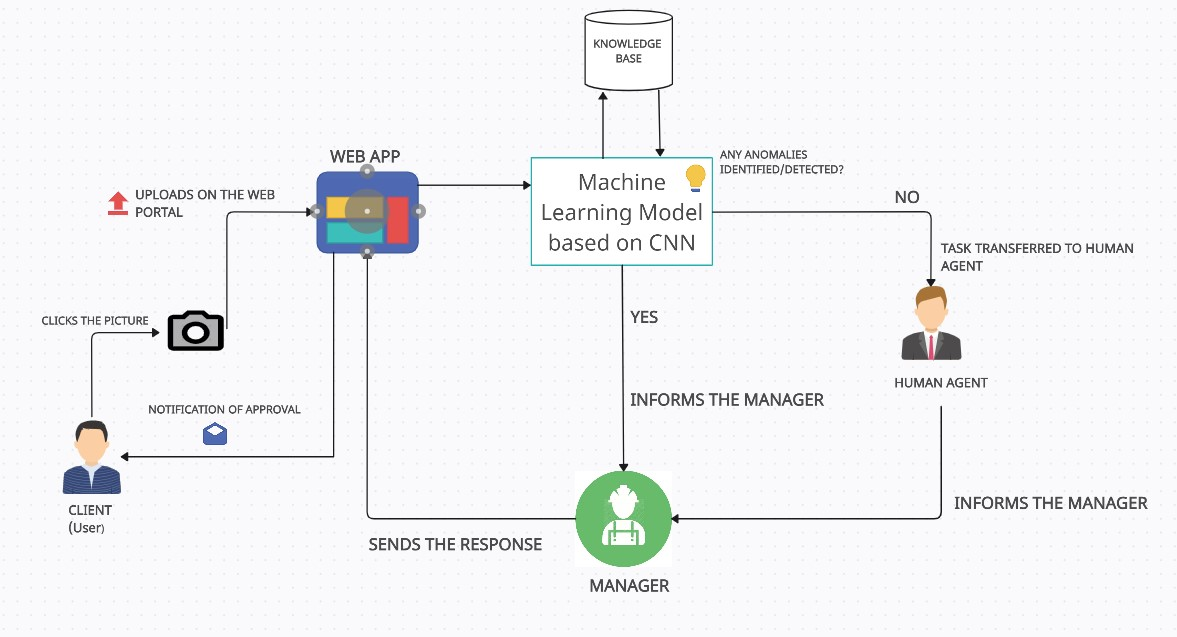 KNOWLEDGE
BASE
WEB APP
ANY ANOMALIES
IDENTIFIED/DETECTED?
Machine
Learning Model
based on CNN
UPLOADS ON THE WEB
PORTAL
NO
TASK TRANSFERRED TO HUMAN
AGENT
CLICKS THE PICTURE
YES
HUMAN AGENT
INFORMS THE MANAGER
NOTIFICATION OF APPROVAL
CLIENT
(User)
INFORMS THE MANAGER
SENDS THE RESPONSE
MANAGER